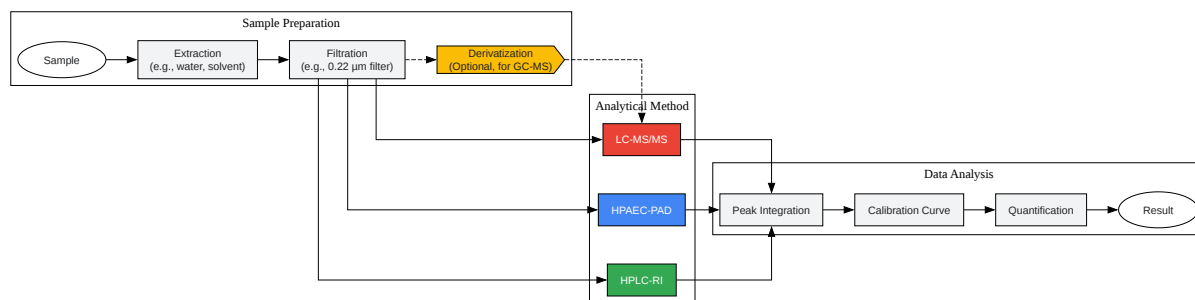 Sample Preparation
Sample
Extraction
(e.g., water, solvent)
Filtration
(e.g., 0.22 µm filter)
Derivatization
(Optional, for GC-MS)
Analytical Method
LC-MS/MS
HPAEC-PAD
HPLC-RI
Data Analysis
Peak Integration
Calibration Curve
Quantification
Result